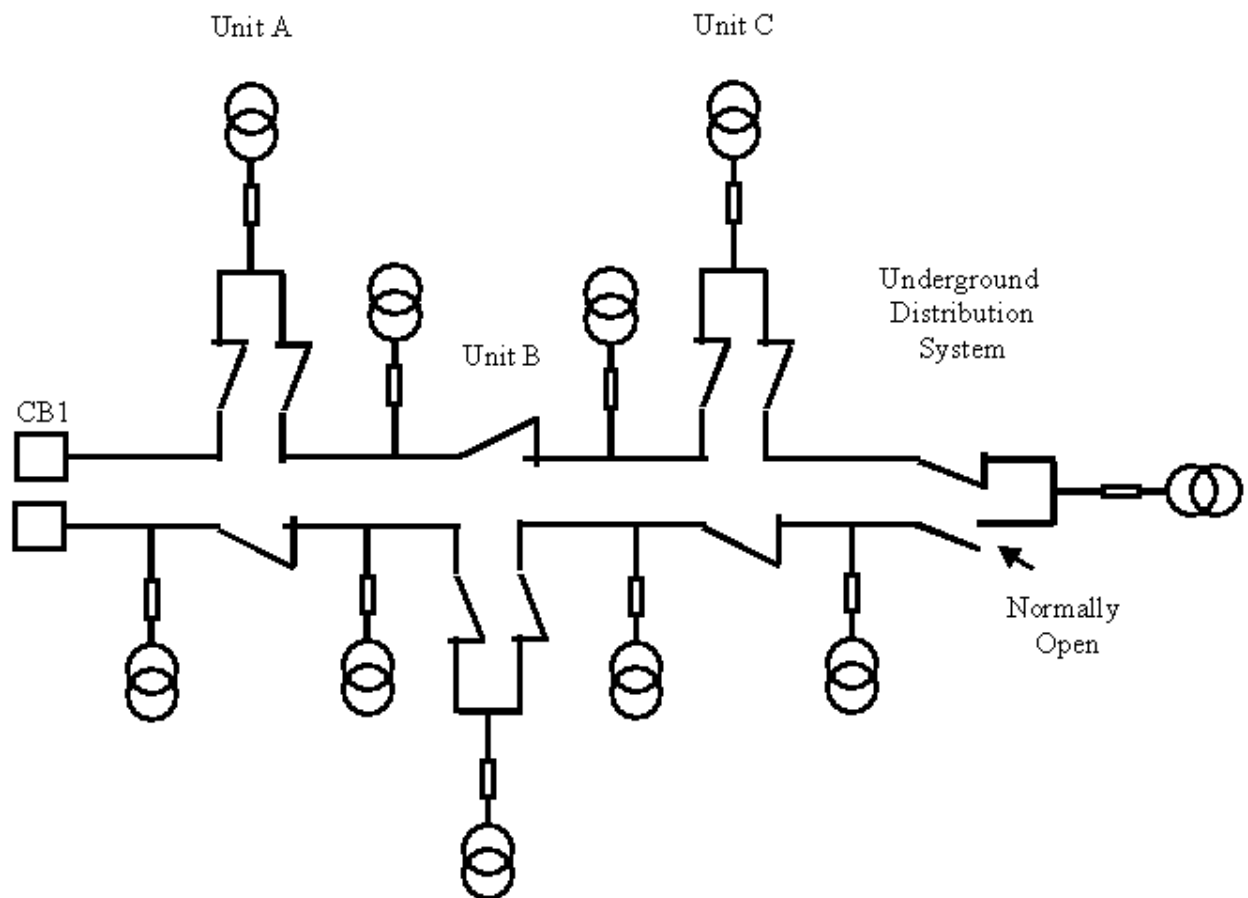 Unit A
Unit C
Underground
Distribution
System
Unit B
CB1
Normally
Open